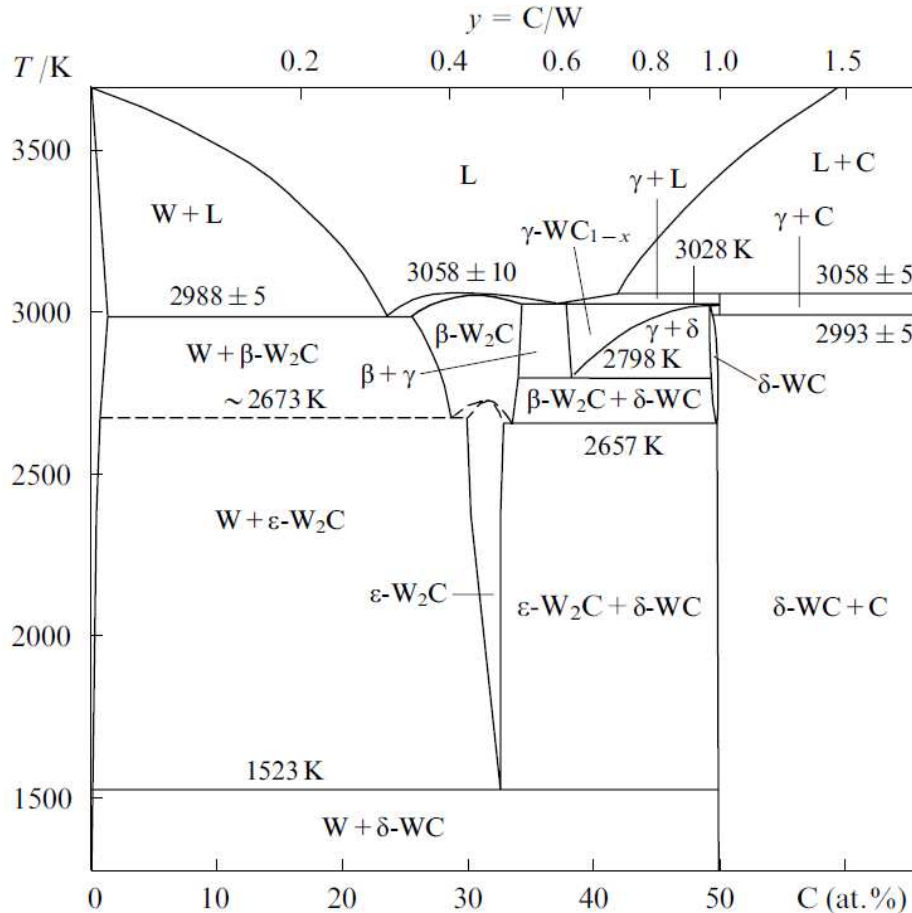 y = C/W
T /K
0.2
0.4
0.6
0.8
1.0
1.5
3500
L
L + C
γ + L
W + L
γ-WC₁₋ₓ
γ + C
3028 K
3058 ± 10
3058 ± 5
2988 ± 5
3000
β-W₂C
γ + δ
2993 ± 5
W + β-W₂C
2798 K
β + γ
δ-WC
~ 2673 K
β-W₂C + δ-WC
2657 K
2500
W + ε-W₂C
ε-W₂C
ε-W₂C + δ-WC
δ-WC + C
2000
1523 K
1500
W + δ-WC
0
10
20
30
40
50
C (at.%)